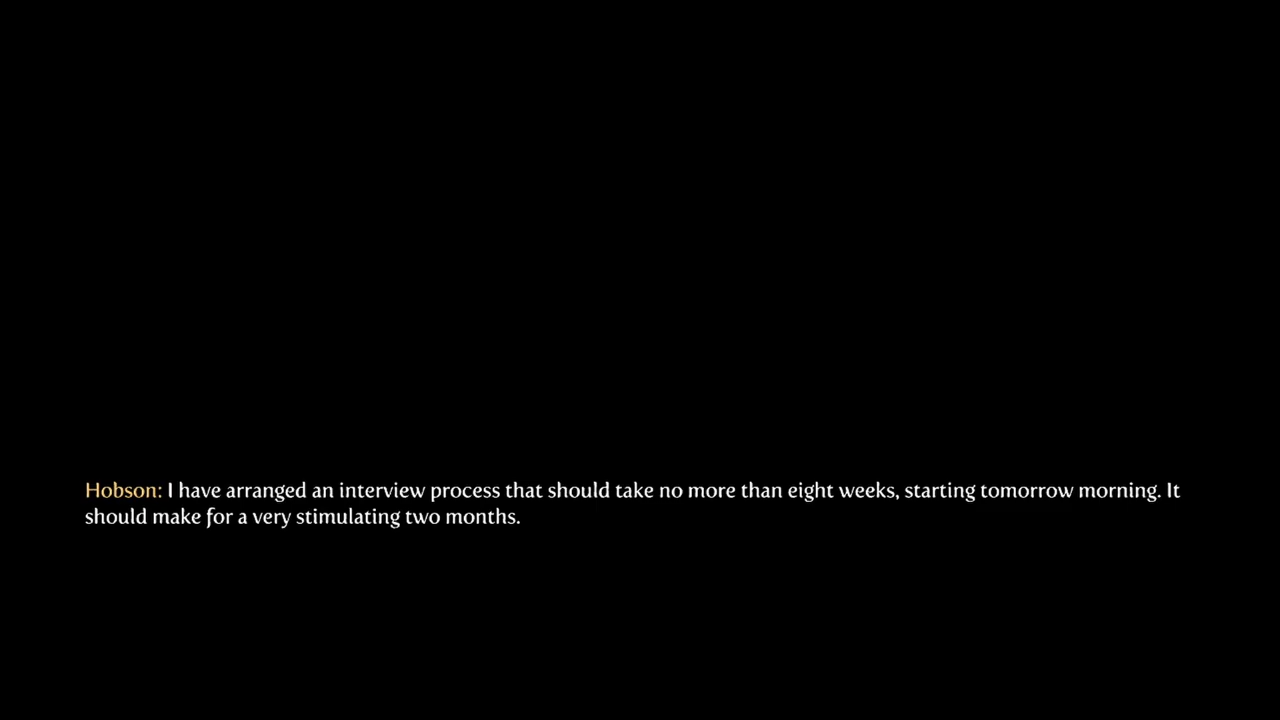 Hobson: I have arranged an interview process that should take no more than eight weeks, starting tomorrow morning. It
should make for a very stimulating two months.